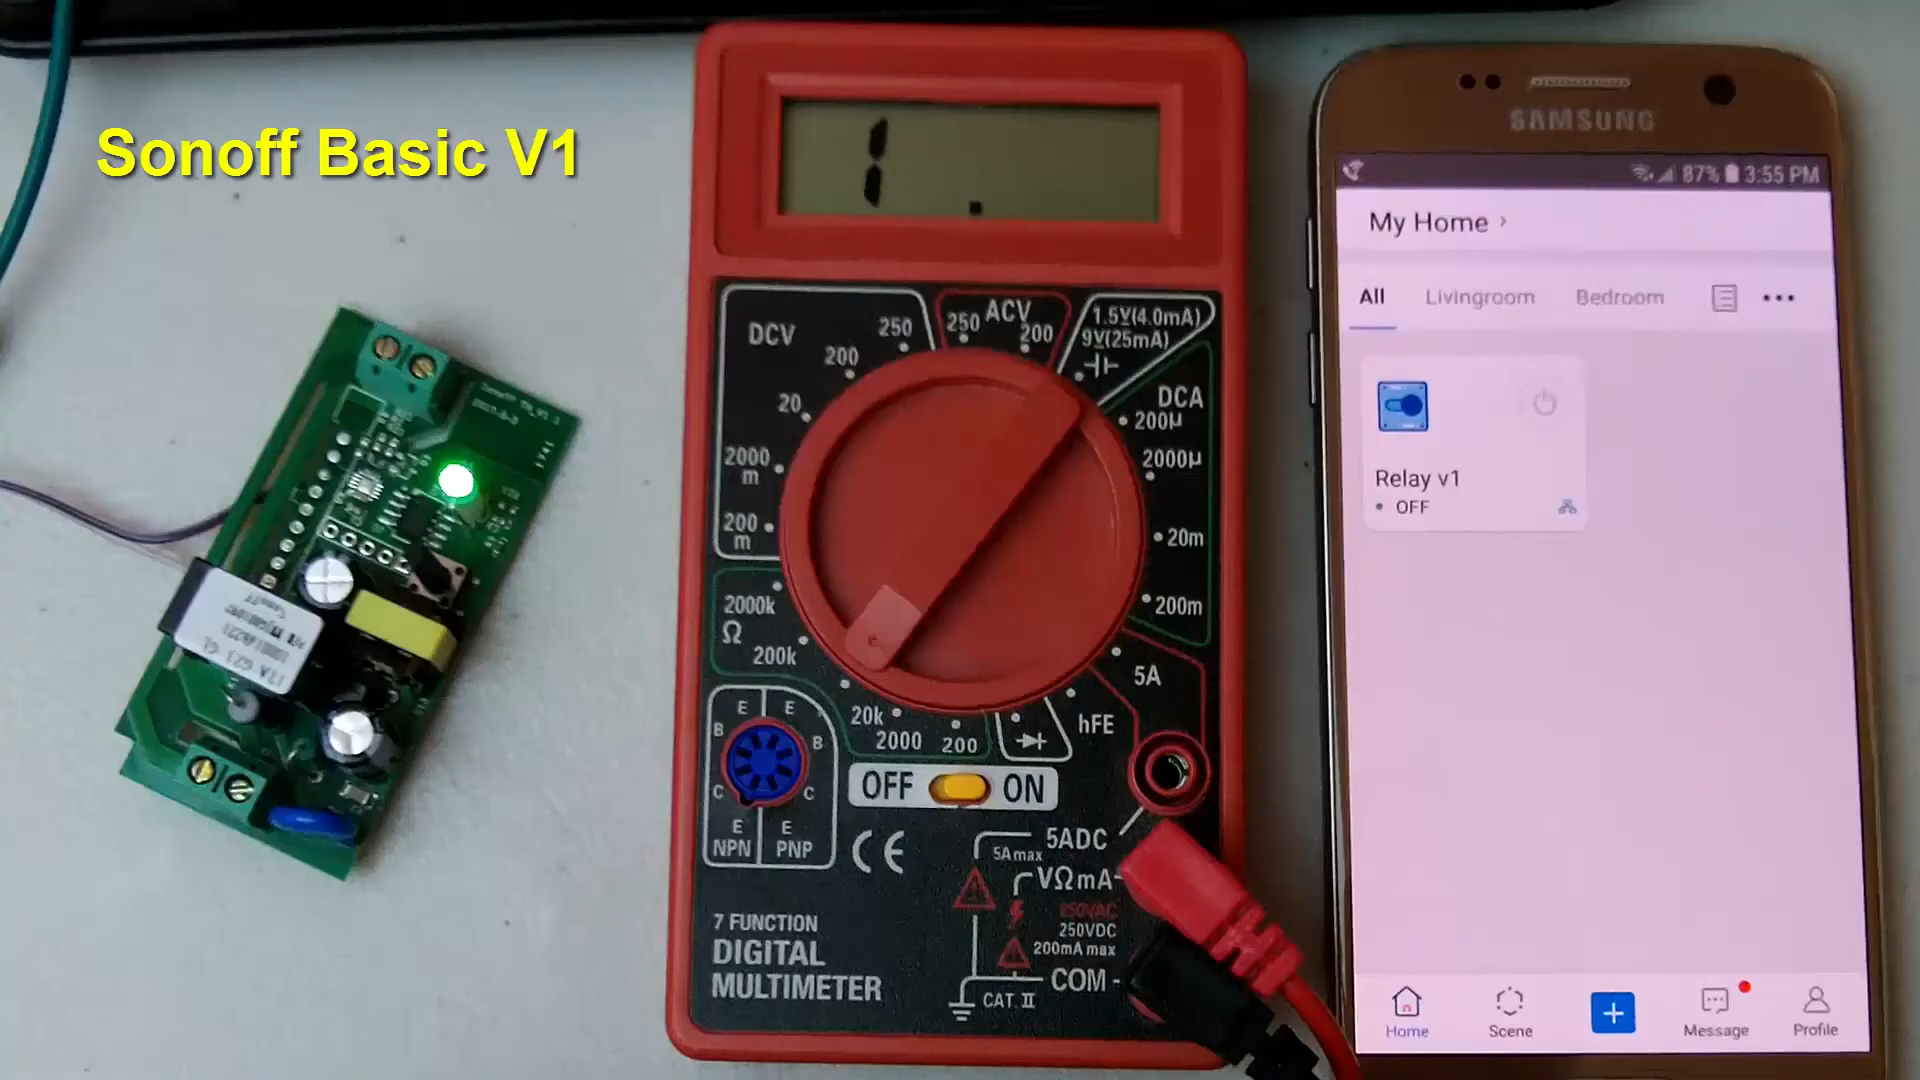 Sonoff Basic V1
1 .
DCV
250
200
20
2000
m
200
m
ACV
250
200
1.5V(4.0mA)
9V(25mA)
DCA
200µ
2000µ
20m
200m
5A
hFE
2000k
Ω
200k
20k
2000
200
E
E
B
B
C
C
E
E
NPN
PNP
OFF
ON
CE
5ADC
5A max
VΩmA
250VAC
250VDC
200mA max
COM
CAT. II
7 FUNCTION
DIGITAL
MULTIMETER
SAMSUNG
87% 3:55 PM
My Home ›
All Livingroom Bedroom
Relay v1
OFF
Home Scene Message Profile